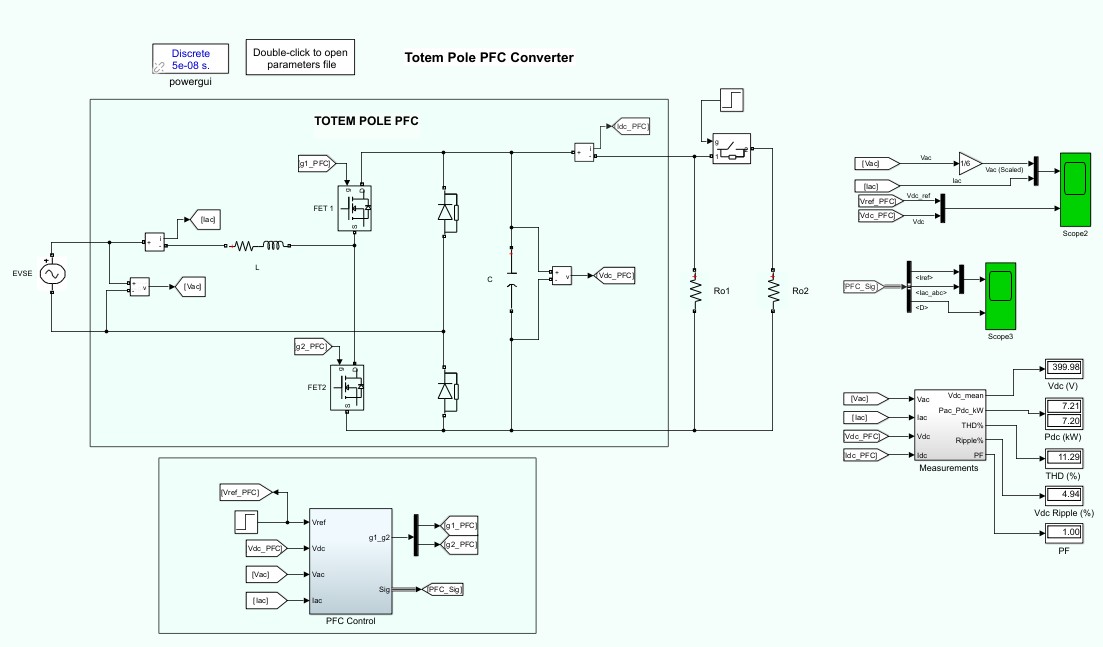 Discrete
5e-08 s.
powergui
Double-click to open
parameters file
Totem Pole PFC Converter
TOTEM POLE PFC
[Idc_PFC]
[g1_PFC]
FET 1
[Iac]
L
EVSE
[Vac]
C
[Vdc_PFC]
Ro1
Ro2
[g2_PFC]
FET2
[Vac]
Vac
1/6
Vac (Scaled)
[Iac]
Iac
Vref_PFC]
Vdc_ref
Vdc_PFC]
Vdc
Scope2
[PFC_Sig]
<Iref>
<Iac_abc>
<D>
Scope3
[Vac]
[Iac]
Vdc_PFC]
Idc_PFC]
Vac
Iac
Vdc
Idc
Vdc_mean
Pac_Pdc_kW
THD%
Ripple%
PF
Measurements
399.98
Vdc (V)
7.21
7.20
Pdc (kW)
11.29
THD (%)
4.94
Vdc Ripple (%)
1.00
PF
[Vref_PFC]
Vdc_PFC]
[Vac]
[Iac]
Vref
Vdc
Vac
Iac
g1_g2
Sig
[g1_PFC]
[g2_PFC]
[PFC_Sig]
PFC Control